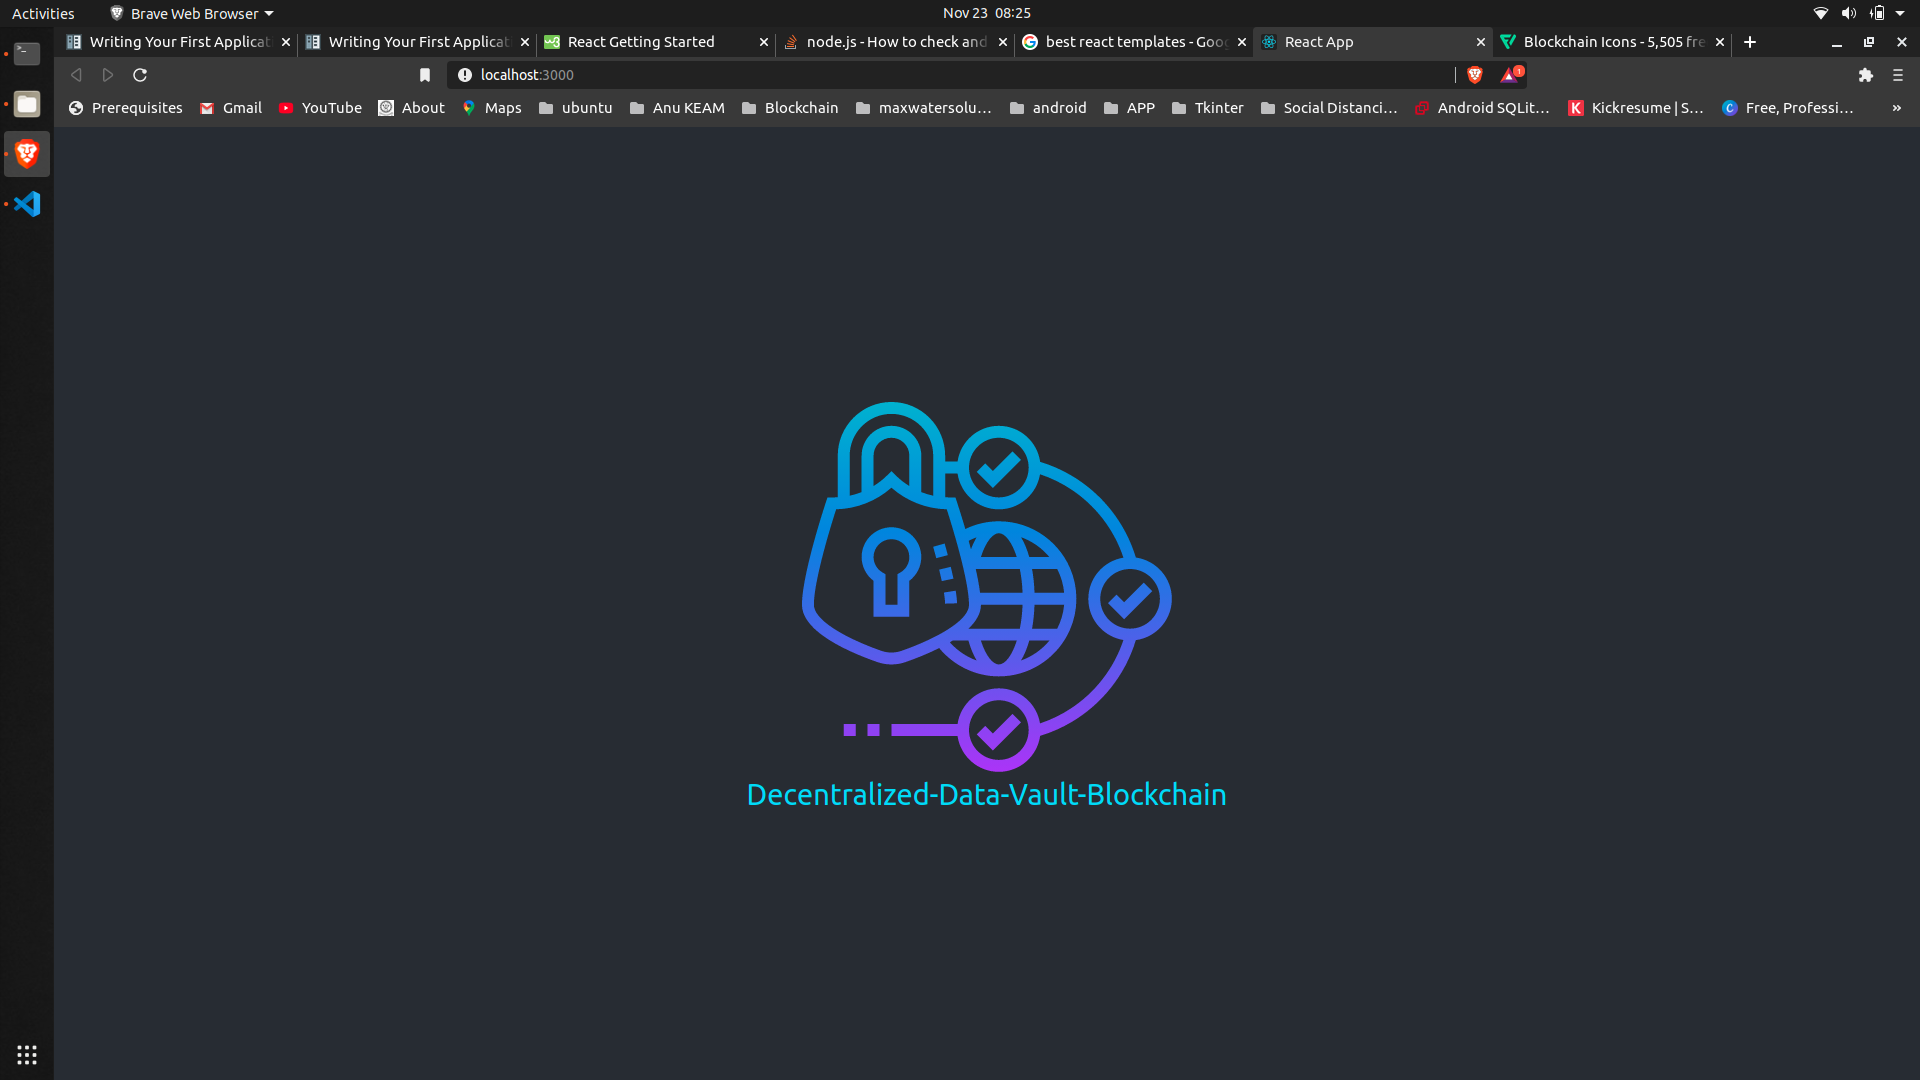 Activities
Brave Web Browser
Nov 23 08:25
Writing Your First Applicat
Writing Your First Applicat
React Getting Started
node.js - How to check and
best react templates - Goo
React App
Blockchain Icons - 5,505 fre
localhost:3000
1
Prerequisites
Gmail
YouTube
About
Maps
ubuntu
Anu KEAM
Blockchain
maxwatersolu…
android
APP
Tkinter
Social Distanci…
Android SQLit…
Kickresume | S…
Free, Professi…
»
Decentralized-Data-Vault-Blockchain